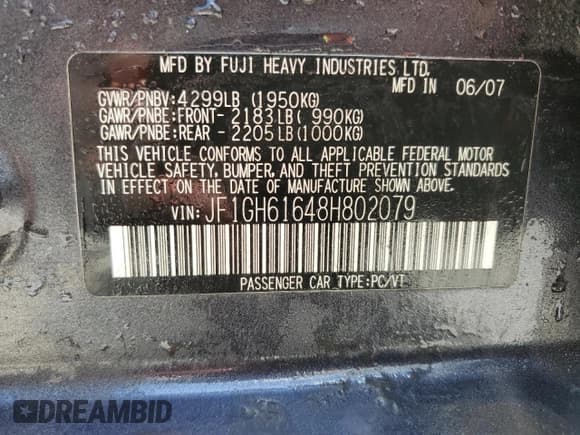 MFD BY FUJI HEAVY INDUSTRIES LTD.
MFD IN 06/07
GVWR/PNBV:4299LB (1950KG)
GAWR/PNBE:FRONT-2183LB( 990KG)
GAWR/PNBE:REAR -2205LB(1000KG)
THIS VEHICLE CONFORMS TO ALL APPLICABLE FEDERAL MOTOR
VEHICLE SAFETY, BUMPER, AND THEFT PREVENTION STANDARDS
IN EFFECT ON THE DATE OF MANUFACTURE SHOWN ABOVE.
VIN: JF1GH61648H802079
PASSENGER CAR TYPE:PC/VT
DREAMBID